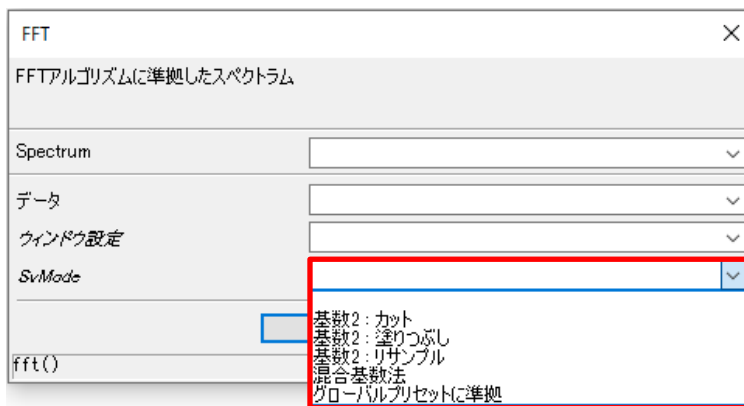 FFT
FFTアルゴリズムに準拠したスペクトラム
Spectrum
データ
ウィンドウ設定
SvMode
基数2：カット
基数2：塗りつぶし
基数2：リサンプル
混合基数法
グローバルプリセットに準拠
fft()